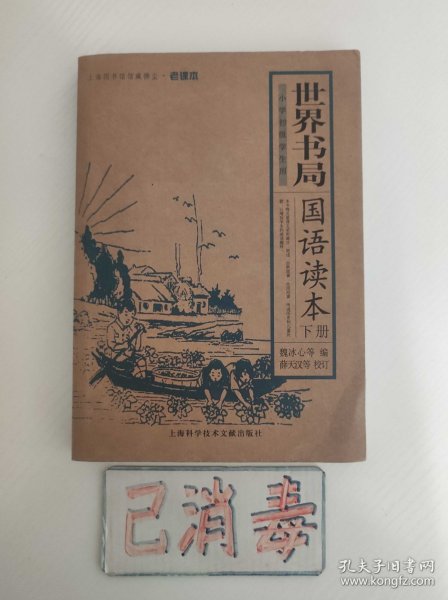 上海图书馆馆藏拂尘·老课本
小学初级学生用
世界书局
国语读本
下册
魏冰心等 编
薛天汉等 校订
上海科学技术文献出版社
已消毒
孔夫子旧书网
www.kongfz.com